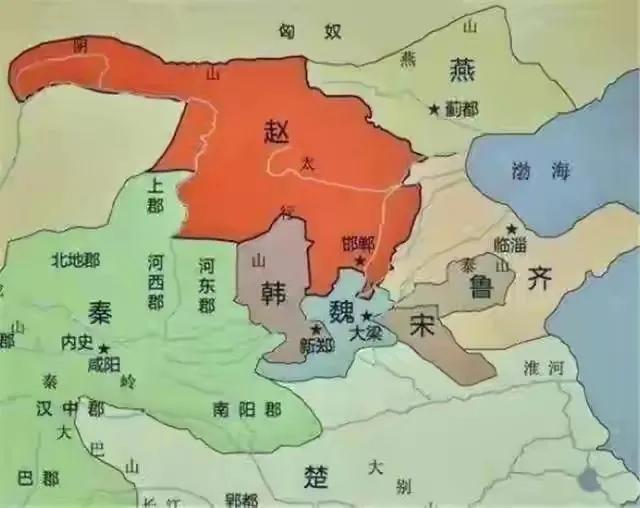 匈奴
阴山
燕山
燕
蓟都
赵
太行山
渤海
上郡
邯郸
临淄
泰山
鲁
齐
北地郡
河西郡
河东郡
韩
魏
宋
秦
山
郡
内史
咸阳
新郑
大梁
秦岭
淮河
汉中郡
南阳郡
大巴山
巴郡
楚
大别山
长江
郢都